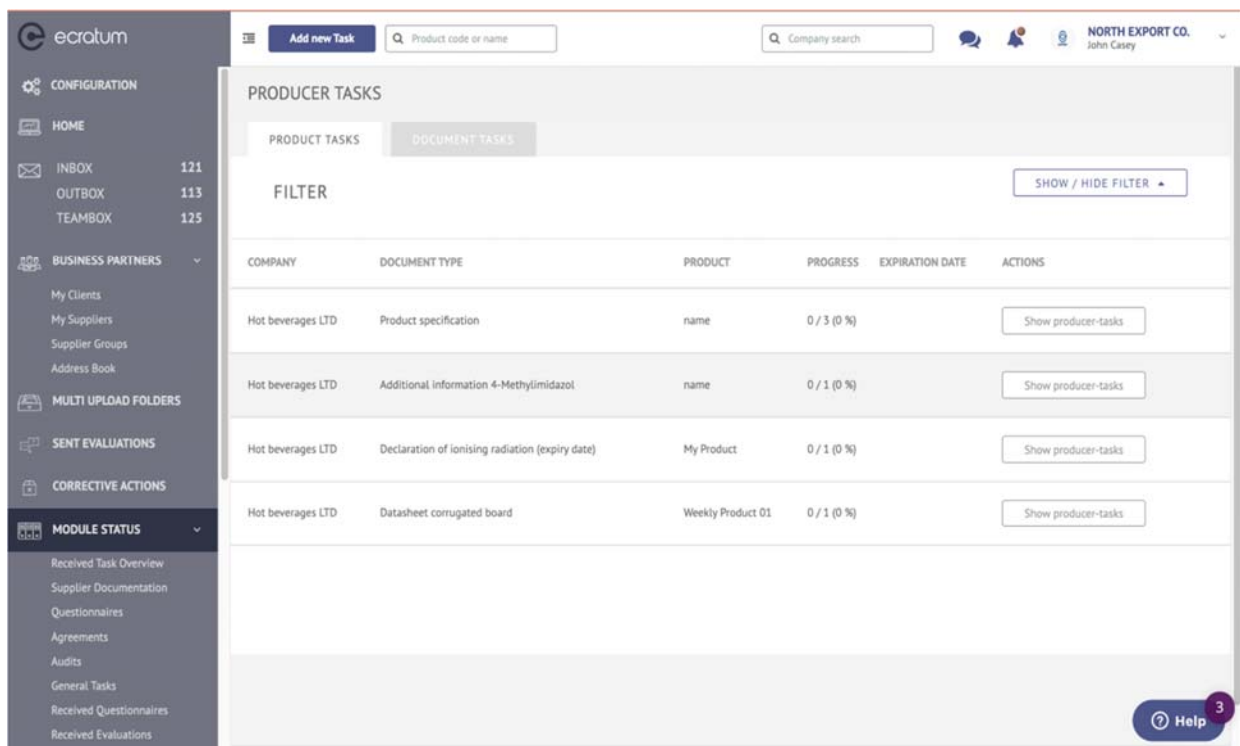 ecratum
Add new Task
Product code or name
Company search
NORTH EXPORT CO.
John Casey
CONFIGURATION
HOME
INBOX 121
OUTBOX 113
TEAMBOX 125
BUSINESS PARTNERS
My Clients
My Suppliers
Supplier Groups
Address Book
MULTI UPLOAD FOLDERS
SENT EVALUATIONS
CORRECTIVE ACTIONS
MODULE STATUS
Received Task Overview
Supplier Documentation
Questionnaires
Agreements
Audits
General Tasks
Received Questionnaires
Received Evaluations
PRODUCER TASKS
PRODUCT TASKS DOCUMENT TASKS
FILTER SHOW / HIDE FILTER
COMPANY DOCUMENT TYPE PRODUCT PROGRESS EXPIRATION DATE ACTIONS
Hot beverages LTD Product specification name 0 / 3 (0 %) Show producer-tasks
Hot beverages LTD Additional information 4-Methylimidazol name 0 / 1 (0 %) Show producer-tasks
Hot beverages LTD Declaration of ionising radiation (expiry date) My Product 0 / 1 (0 %) Show producer-tasks
Hot beverages LTD Datasheet corrugated board Weekly Product 01 0 / 1 (0 %) Show producer-tasks
Help 3